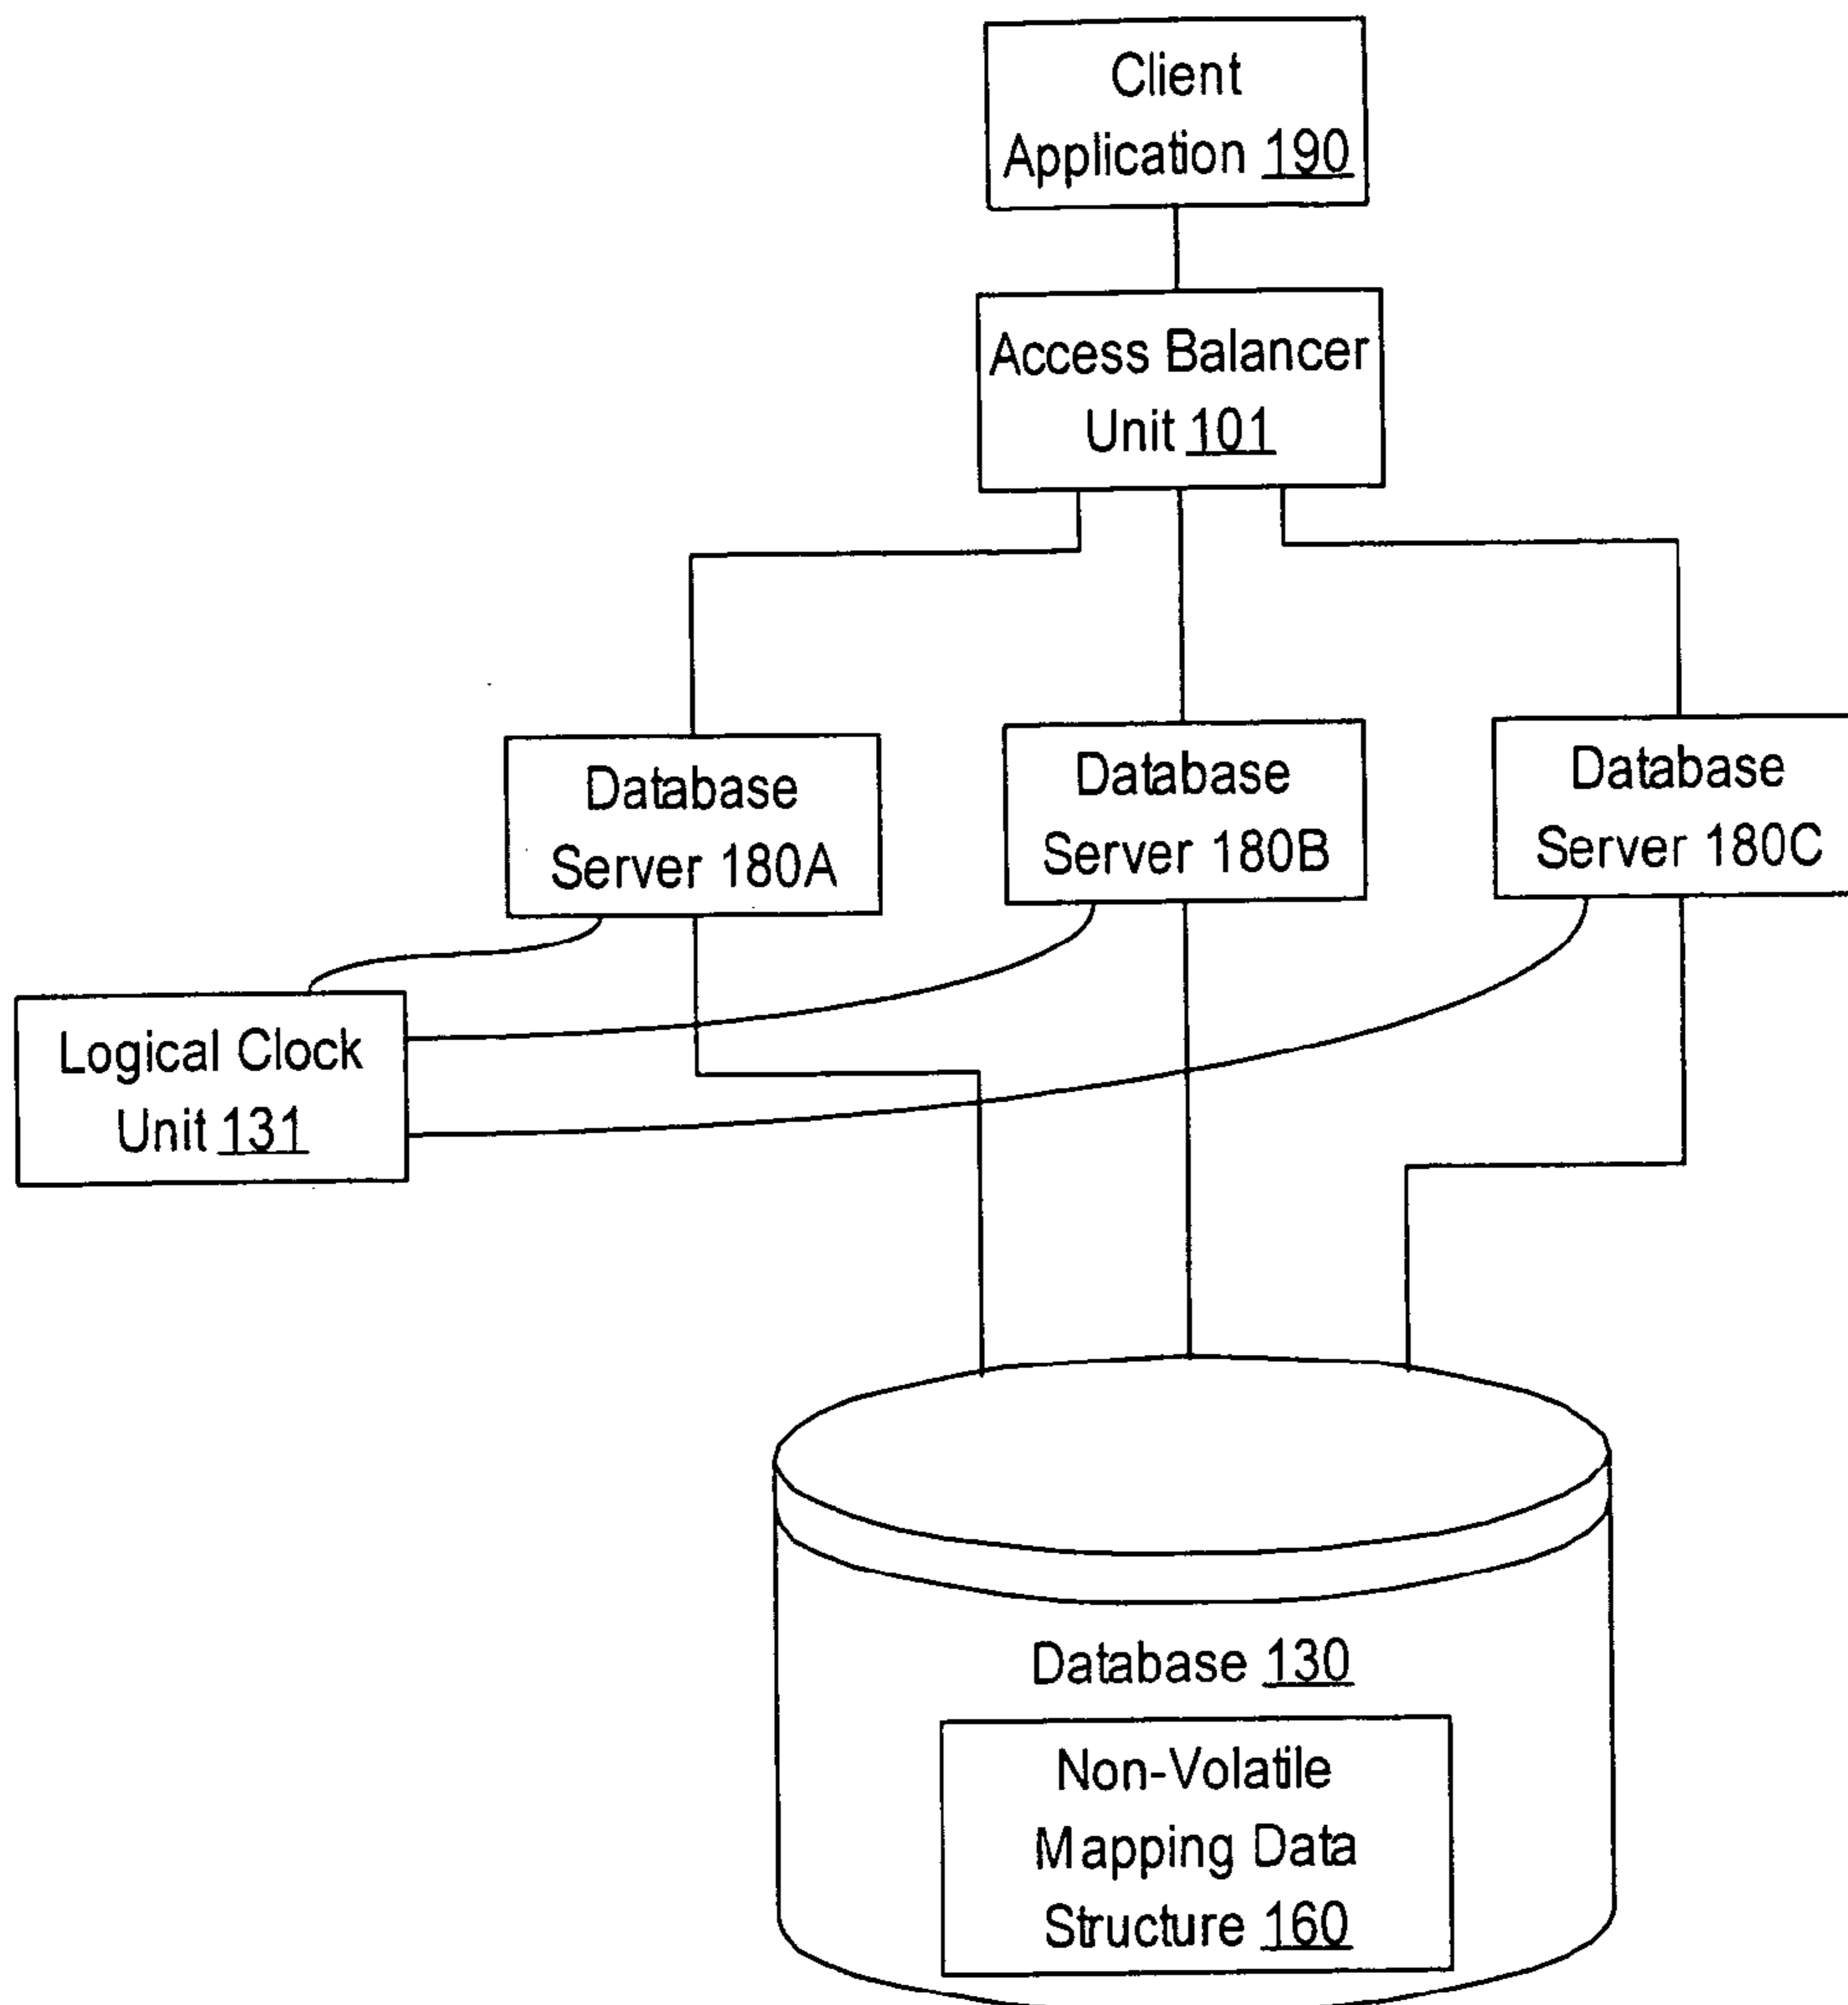 Client
Application 190
Access Balancer
Unit 101
Database
Server 180A
Database
Server 180B
Database
Server 180C
Logical Clock
Unit 131
Database 130
Non-Volatile
Mapping Data
Structure 160